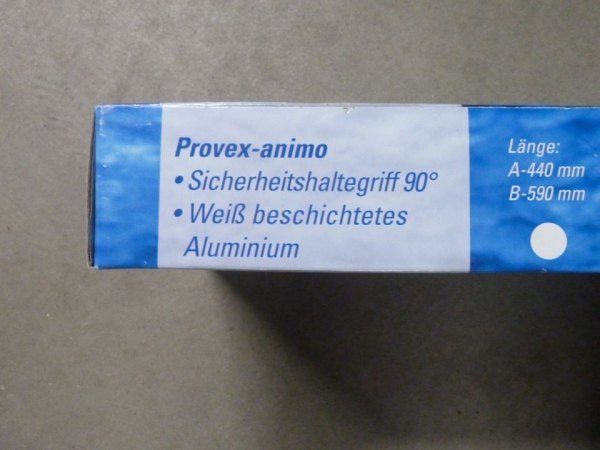 Provex-animo
• Sicherheitshaltegriff 90°
• Weiß beschichtetes
Aluminium
Länge:
A-440 mm
B-590 mm